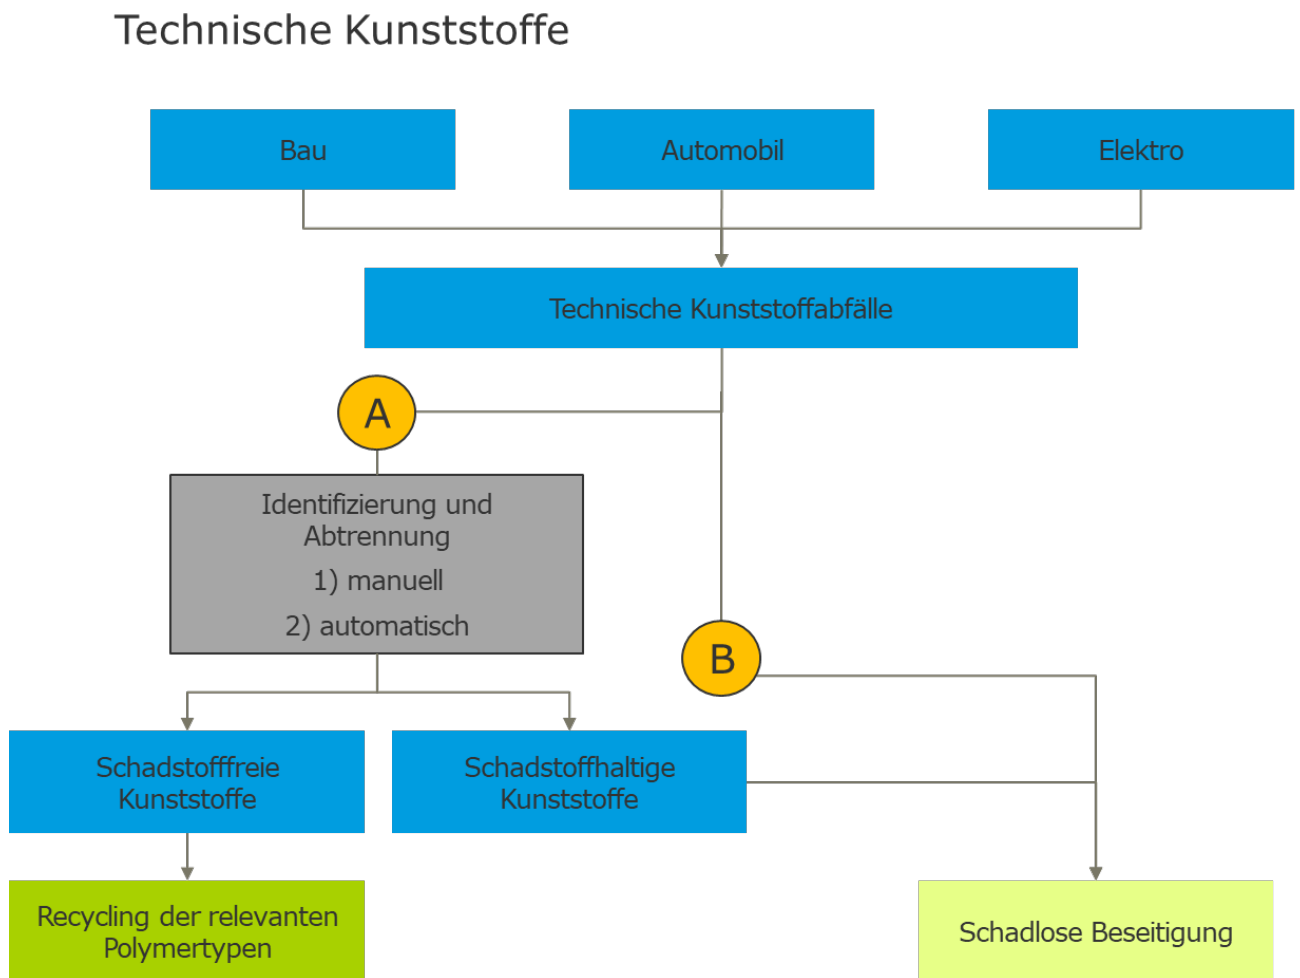 Technische Kunststoffe
Bau
Automobil
Elektro
Technische Kunststoffabfälle
A
Identifizierung und
Abtrennung
1) manuell
2) automatisch
B
Schadstofffreie
Kunststoffe
Schadstoffhaltige
Kunststoffe
Recycling der relevanten
Polymertypen
Schadlose Beseitigung